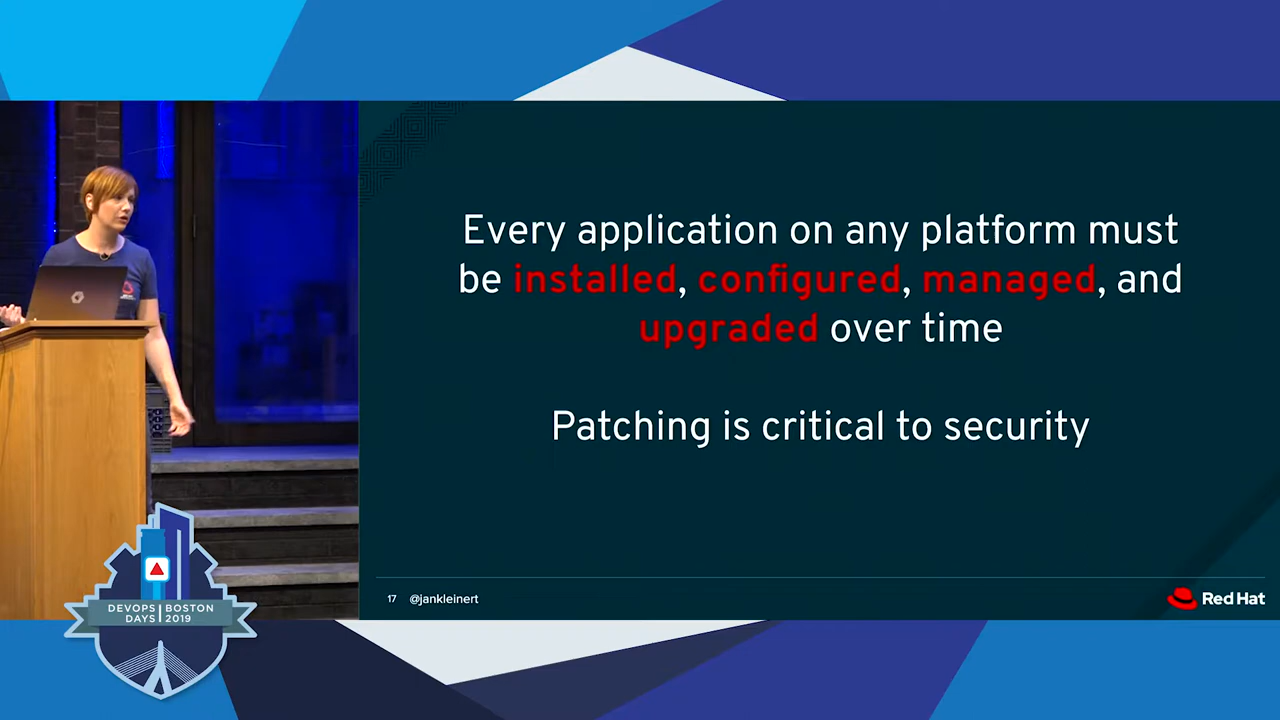 Every application on any platform must
be installed, configured, managed, and
upgraded over time
Patching is critical to security
17 @jankleinert
Red Hat
DEVOPS BOSTON
DAYS 2019